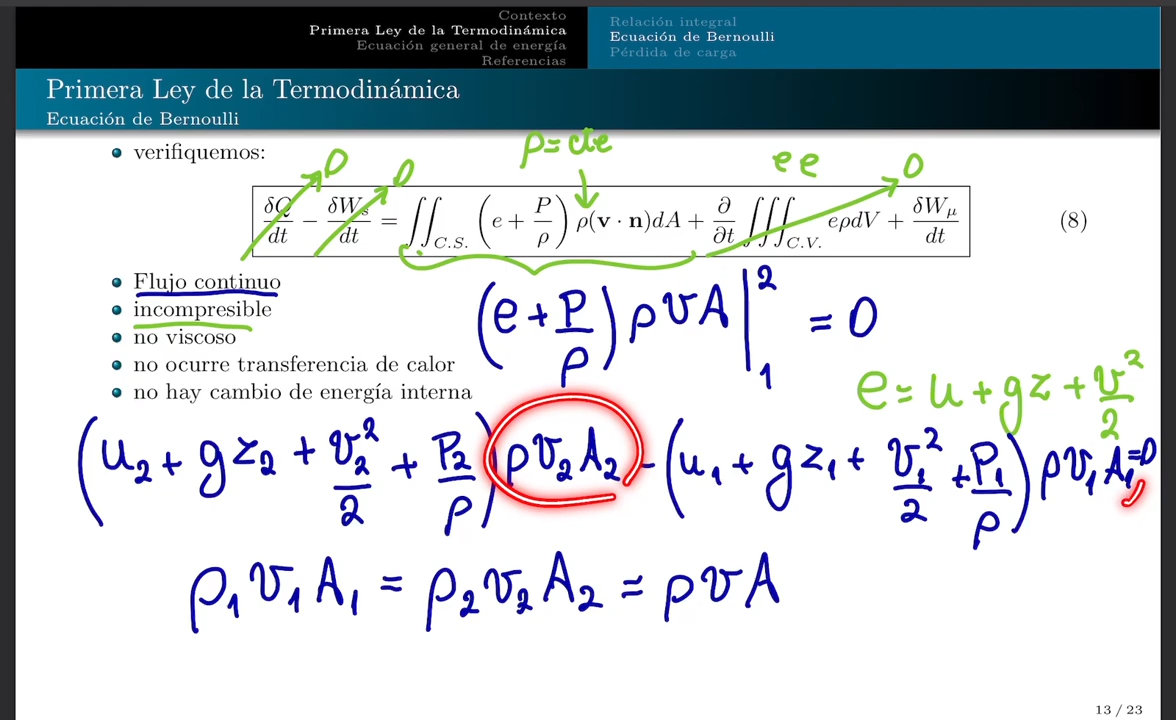 Contexto
Primera Ley de la Termodinámica
Ecuación general de energía
Referencias
Relación integral
Ecuación de Bernoulli
Pérdida de carga
Primera Ley de la Termodinámica
Ecuación de Bernoulli
• verifiquemos:
ρ = cte
ee
0 0 0
δQ/dt − δWₛ/dt = ∬_C.S. (e + P/ρ) ρ(v · n)dA + ∂/∂t ∭_C.V. eρdV + δW_μ/dt (8)
• Flujo continuo
• incompresible
• no viscoso
• no ocurre transferencia de calor
• no hay cambio de energía interna
(e + P/ρ) ρvA |₁² = 0
e = u + gz + v²/2
(u₂ + gz₂ + v₂²/2 + P₂/ρ) ρv₂A₂ − (u₁ + gz₁ + v₁²/2 + P₁/ρ) ρv₁A₁ = 0
ρ₁v₁A₁ = ρ₂v₂A₂ = ρvA
13 / 23